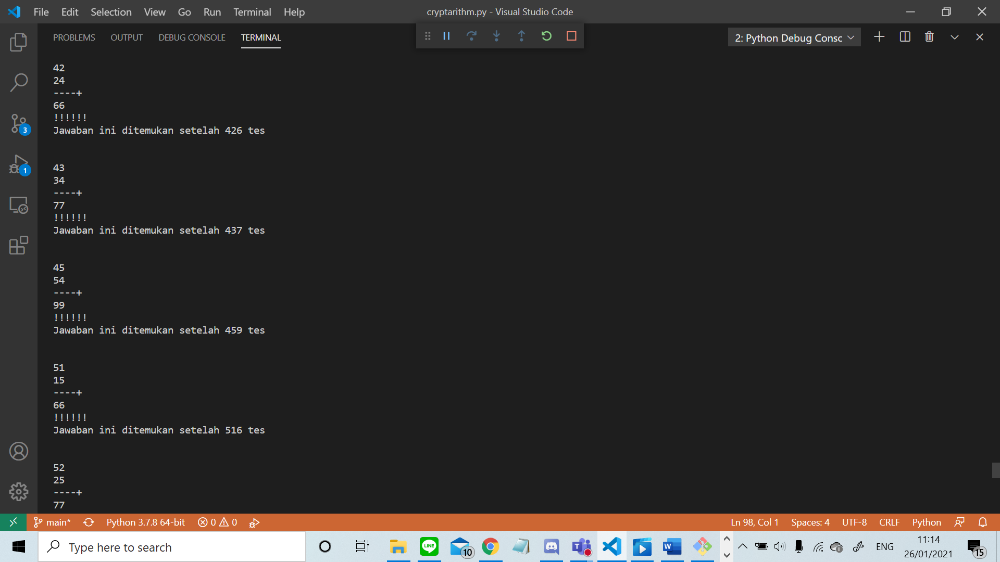 File Edit Selection View Go Run Terminal Help
cryptarithm.py - Visual Studio Code
PROBLEMS OUTPUT DEBUG CONSOLE TERMINAL
2: Python Debug Consc
42
24
----+
66
!!!!!!
Jawaban ini ditemukan setelah 426 tes
43
34
----+
77
!!!!!!
Jawaban ini ditemukan setelah 437 tes
45
54
----+
99
!!!!!!
Jawaban ini ditemukan setelah 459 tes
51
15
----+
66
!!!!!!
Jawaban ini ditemukan setelah 516 tes
52
25
----+
77
3
1
main* Python 3.7.8 64-bit 0 0
Ln 98, Col 1 Spaces: 4 UTF-8 CRLF Python
Type here to search
LINE
10
T
W
ENG
11:14
26/01/2021
15